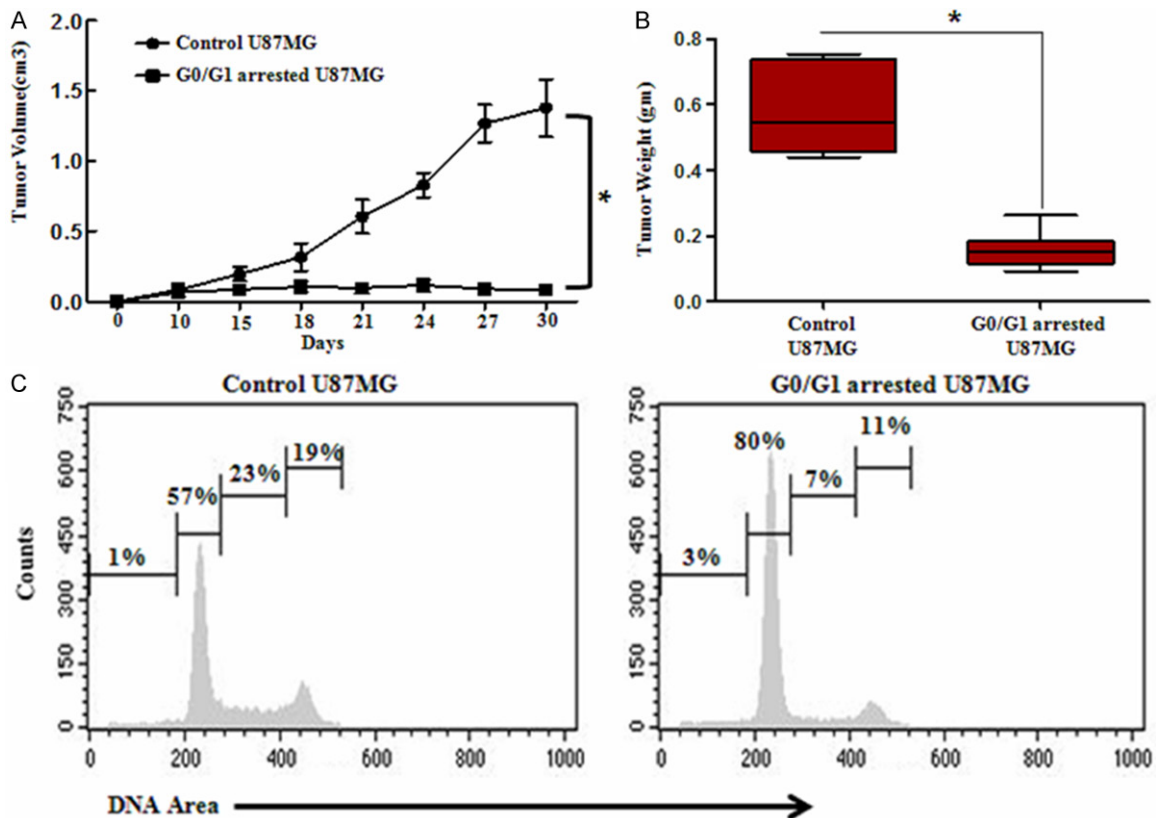 A
2.0
1.5
1.0
0.5
0.0
Tumor Volume(cm3)
Control U87MG
G0/G1 arrested U87MG
*
0 10 15 18 21 24 27 30
Days
B
*
0.8
0.6
0.4
0.2
0.0
Tumor Weight (gm)
Control
U87MG
G0/G1 arrested
U87MG
C
Control U87MG
750
600
450
300
150
0
Counts
1%
57%
23%
19%
0 200 400 600 800 1000
G0/G1 arrested U87MG
750
600
450
300
150
0
3%
80%
7%
11%
0 200 400 600 800 1000
DNA Area